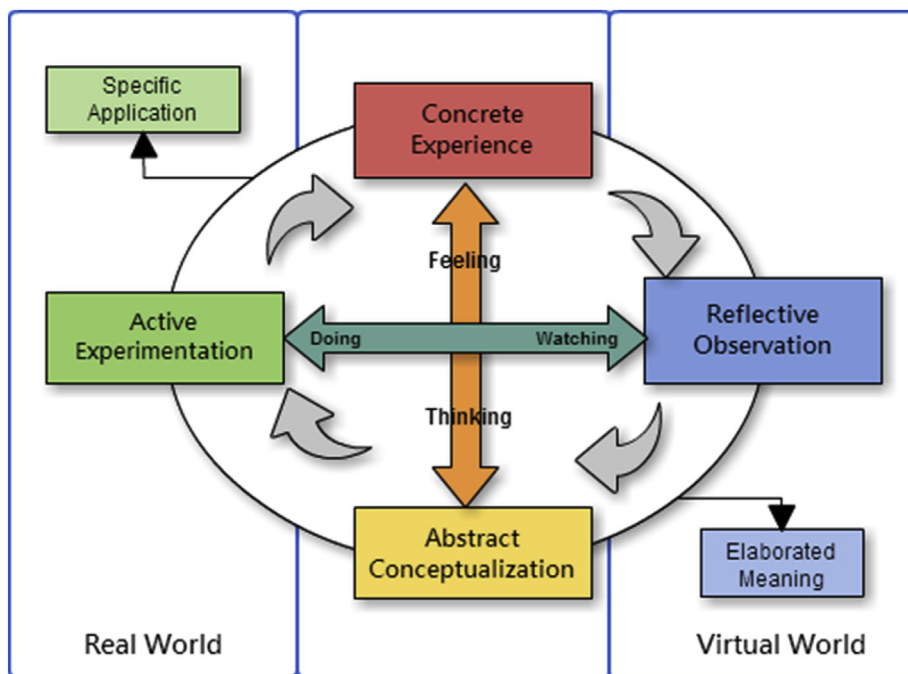 Specific
Application
Concrete
Experience
Feeling
Active
Experimentation
Doing
Watching
Reflective
Observation
Thinking
Abstract
Conceptualization
Elaborated
Meaning
Real World
Virtual World